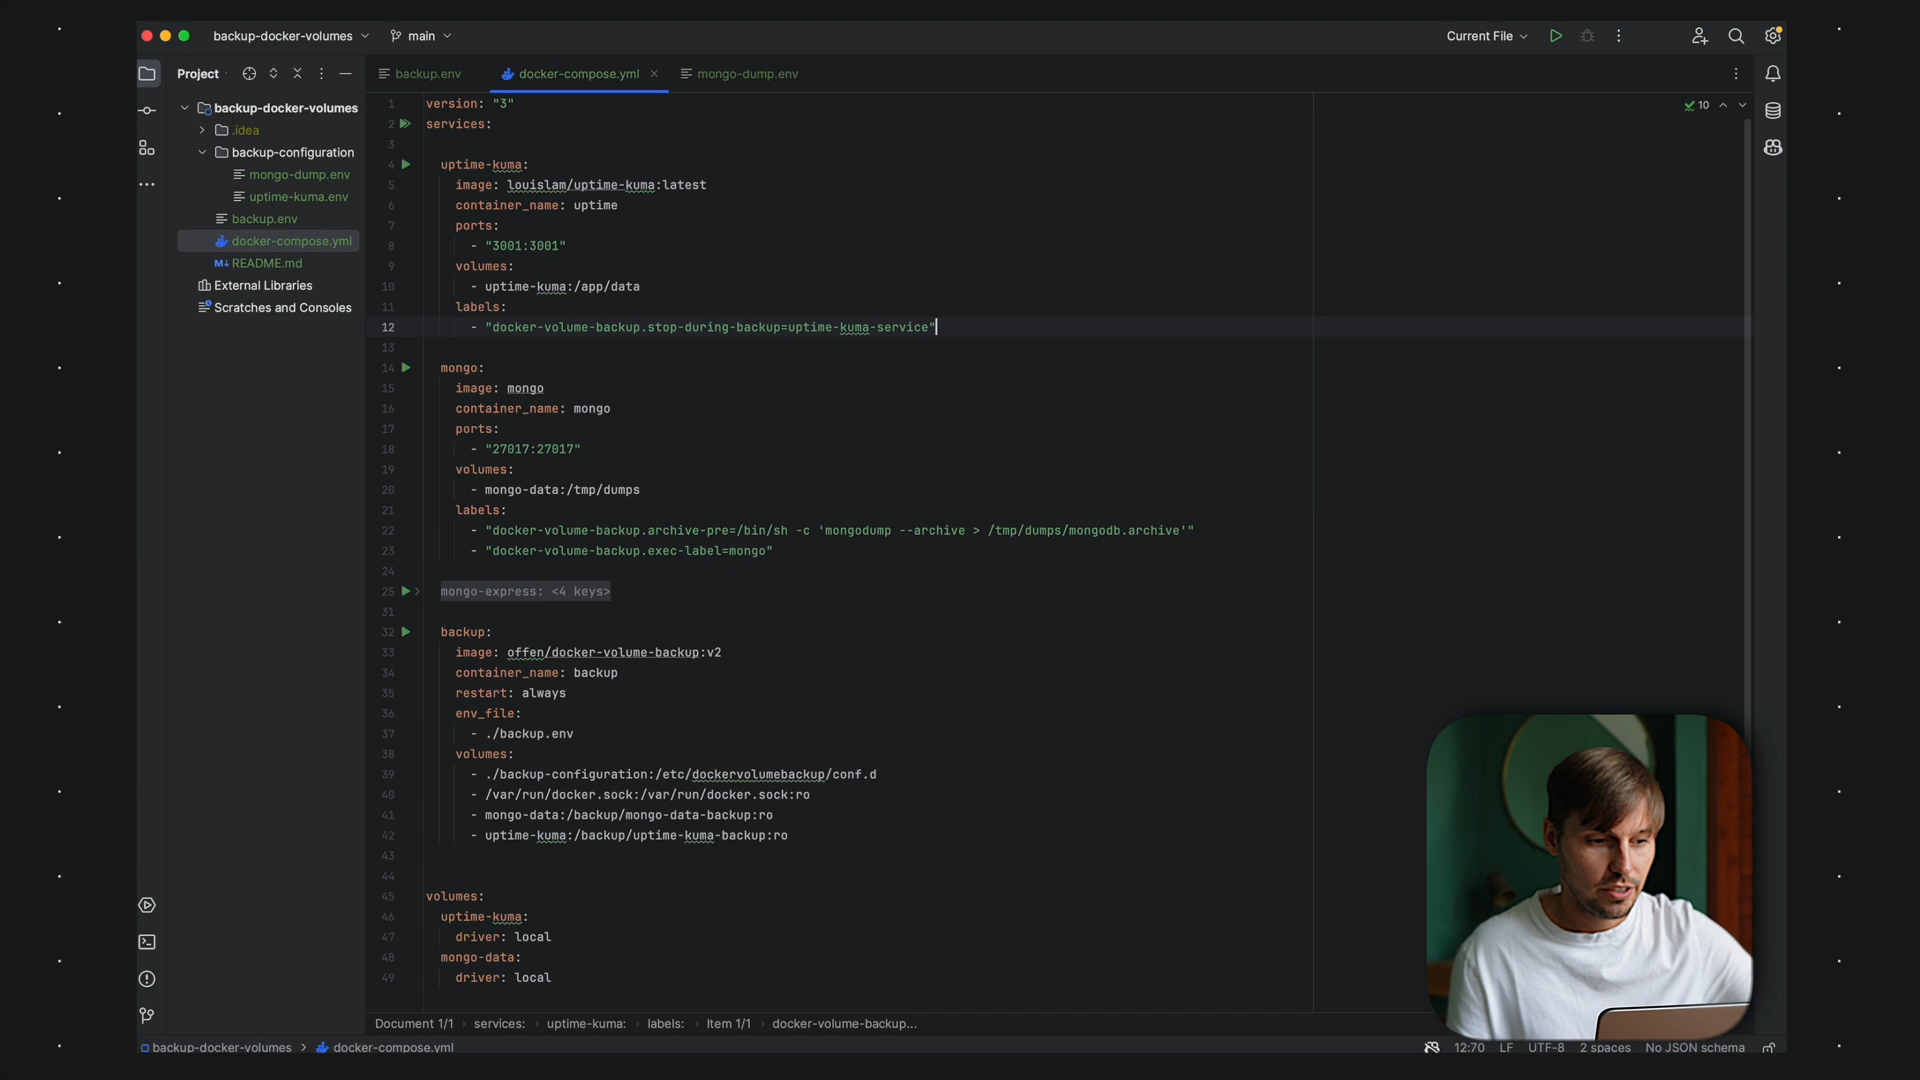 backup-docker-volumes
main
Current File
Project
backup.env
docker-compose.yml
mongo-dump.env
backup-docker-volumes
.idea
backup-configuration
mongo-dump.env
uptime-kuma.env
backup.env
docker-compose.yml
M↓ README.md
External Libraries
Scratches and Consoles
10
1 version: "3"
2 services:
3
4 uptime-kuma:
5 image: louislam/uptime-kuma:latest
6 container_name: uptime
7 ports:
8 - "3001:3001"
9 volumes:
10 - uptime-kuma:/app/data
11 labels:
12 - "docker-volume-backup.stop-during-backup=uptime-kuma-service"
13
14 mongo:
15 image: mongo
16 container_name: mongo
17 ports:
18 - "27017:27017"
19 volumes:
20 - mongo-data:/tmp/dumps
21 labels:
22 - "docker-volume-backup.archive-pre=/bin/sh -c 'mongodump --archive > /tmp/dumps/mongodb.archive'"
23 - "docker-volume-backup.exec-label=mongo"
24
25 mongo-express: <4 keys>
31
32 backup:
33 image: offen/docker-volume-backup:v2
34 container_name: backup
35 restart: always
36 env_file:
37 - ./backup.env
38 volumes:
39 - ./backup-configuration:/etc/dockervolumebackup/conf.d
40 - /var/run/docker.sock:/var/run/docker.sock:ro
41 - mongo-data:/backup/mongo-data-backup:ro
42 - uptime-kuma:/backup/uptime-kuma-backup:ro
43
44
45 volumes:
46 uptime-kuma:
47 driver: local
48 mongo-data:
49 driver: local
Document 1/1 › services: › uptime-kuma: › labels: › Item 1/1 › docker-volume-backup...
backup-docker-volumes > docker-compose.yml
12:70 LF UTF-8 2 spaces No JSON schema